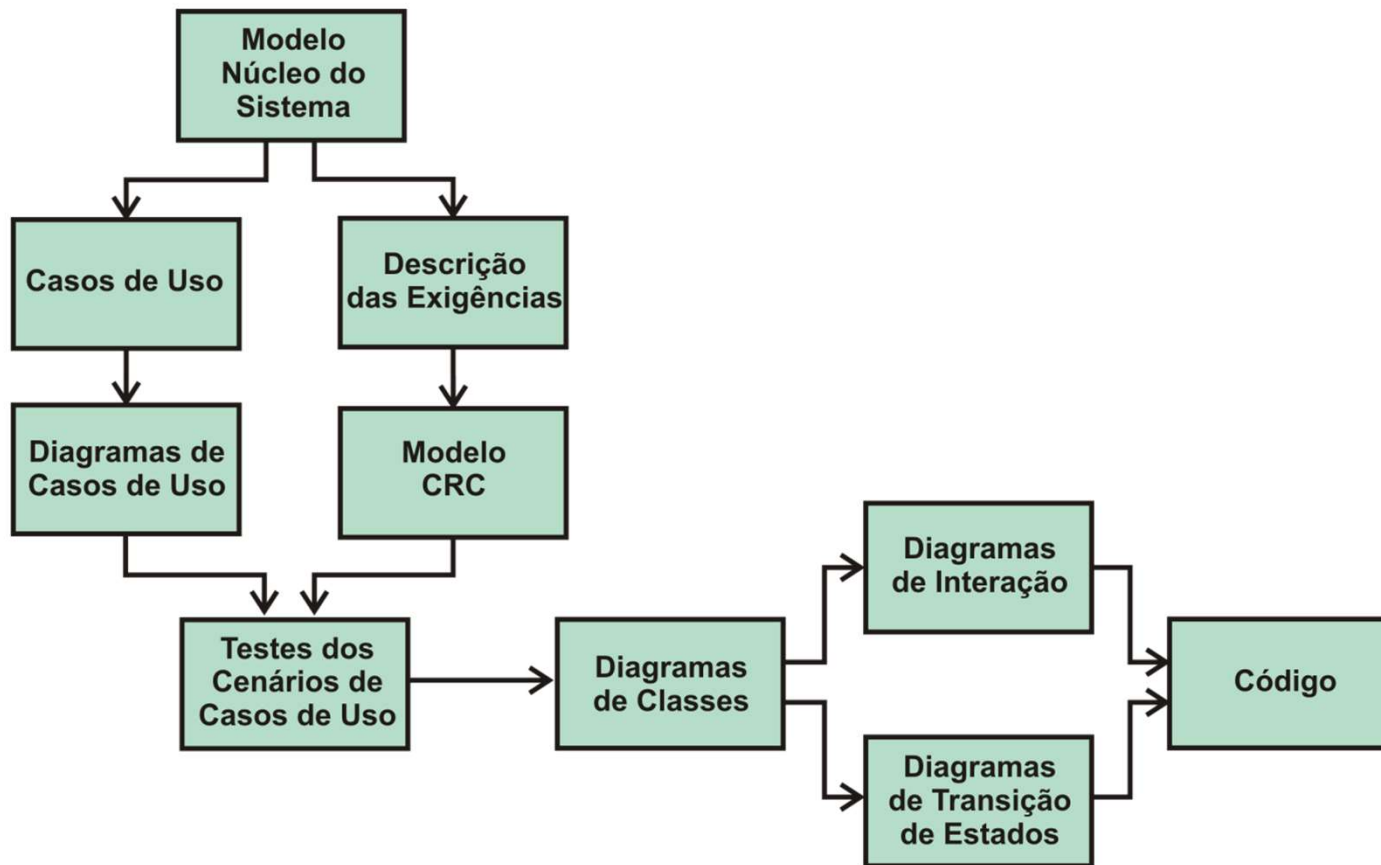 Modelo
Núcleo do
Sistema
Casos de Uso
Descrição
das Exigências
Diagramas de
Casos de Uso
Modelo
CRC
Testes dos
Cenários de
Casos de Uso
Diagramas
de Classes
Diagramas
de Interação
Diagramas
de Transição
de Estados
Código